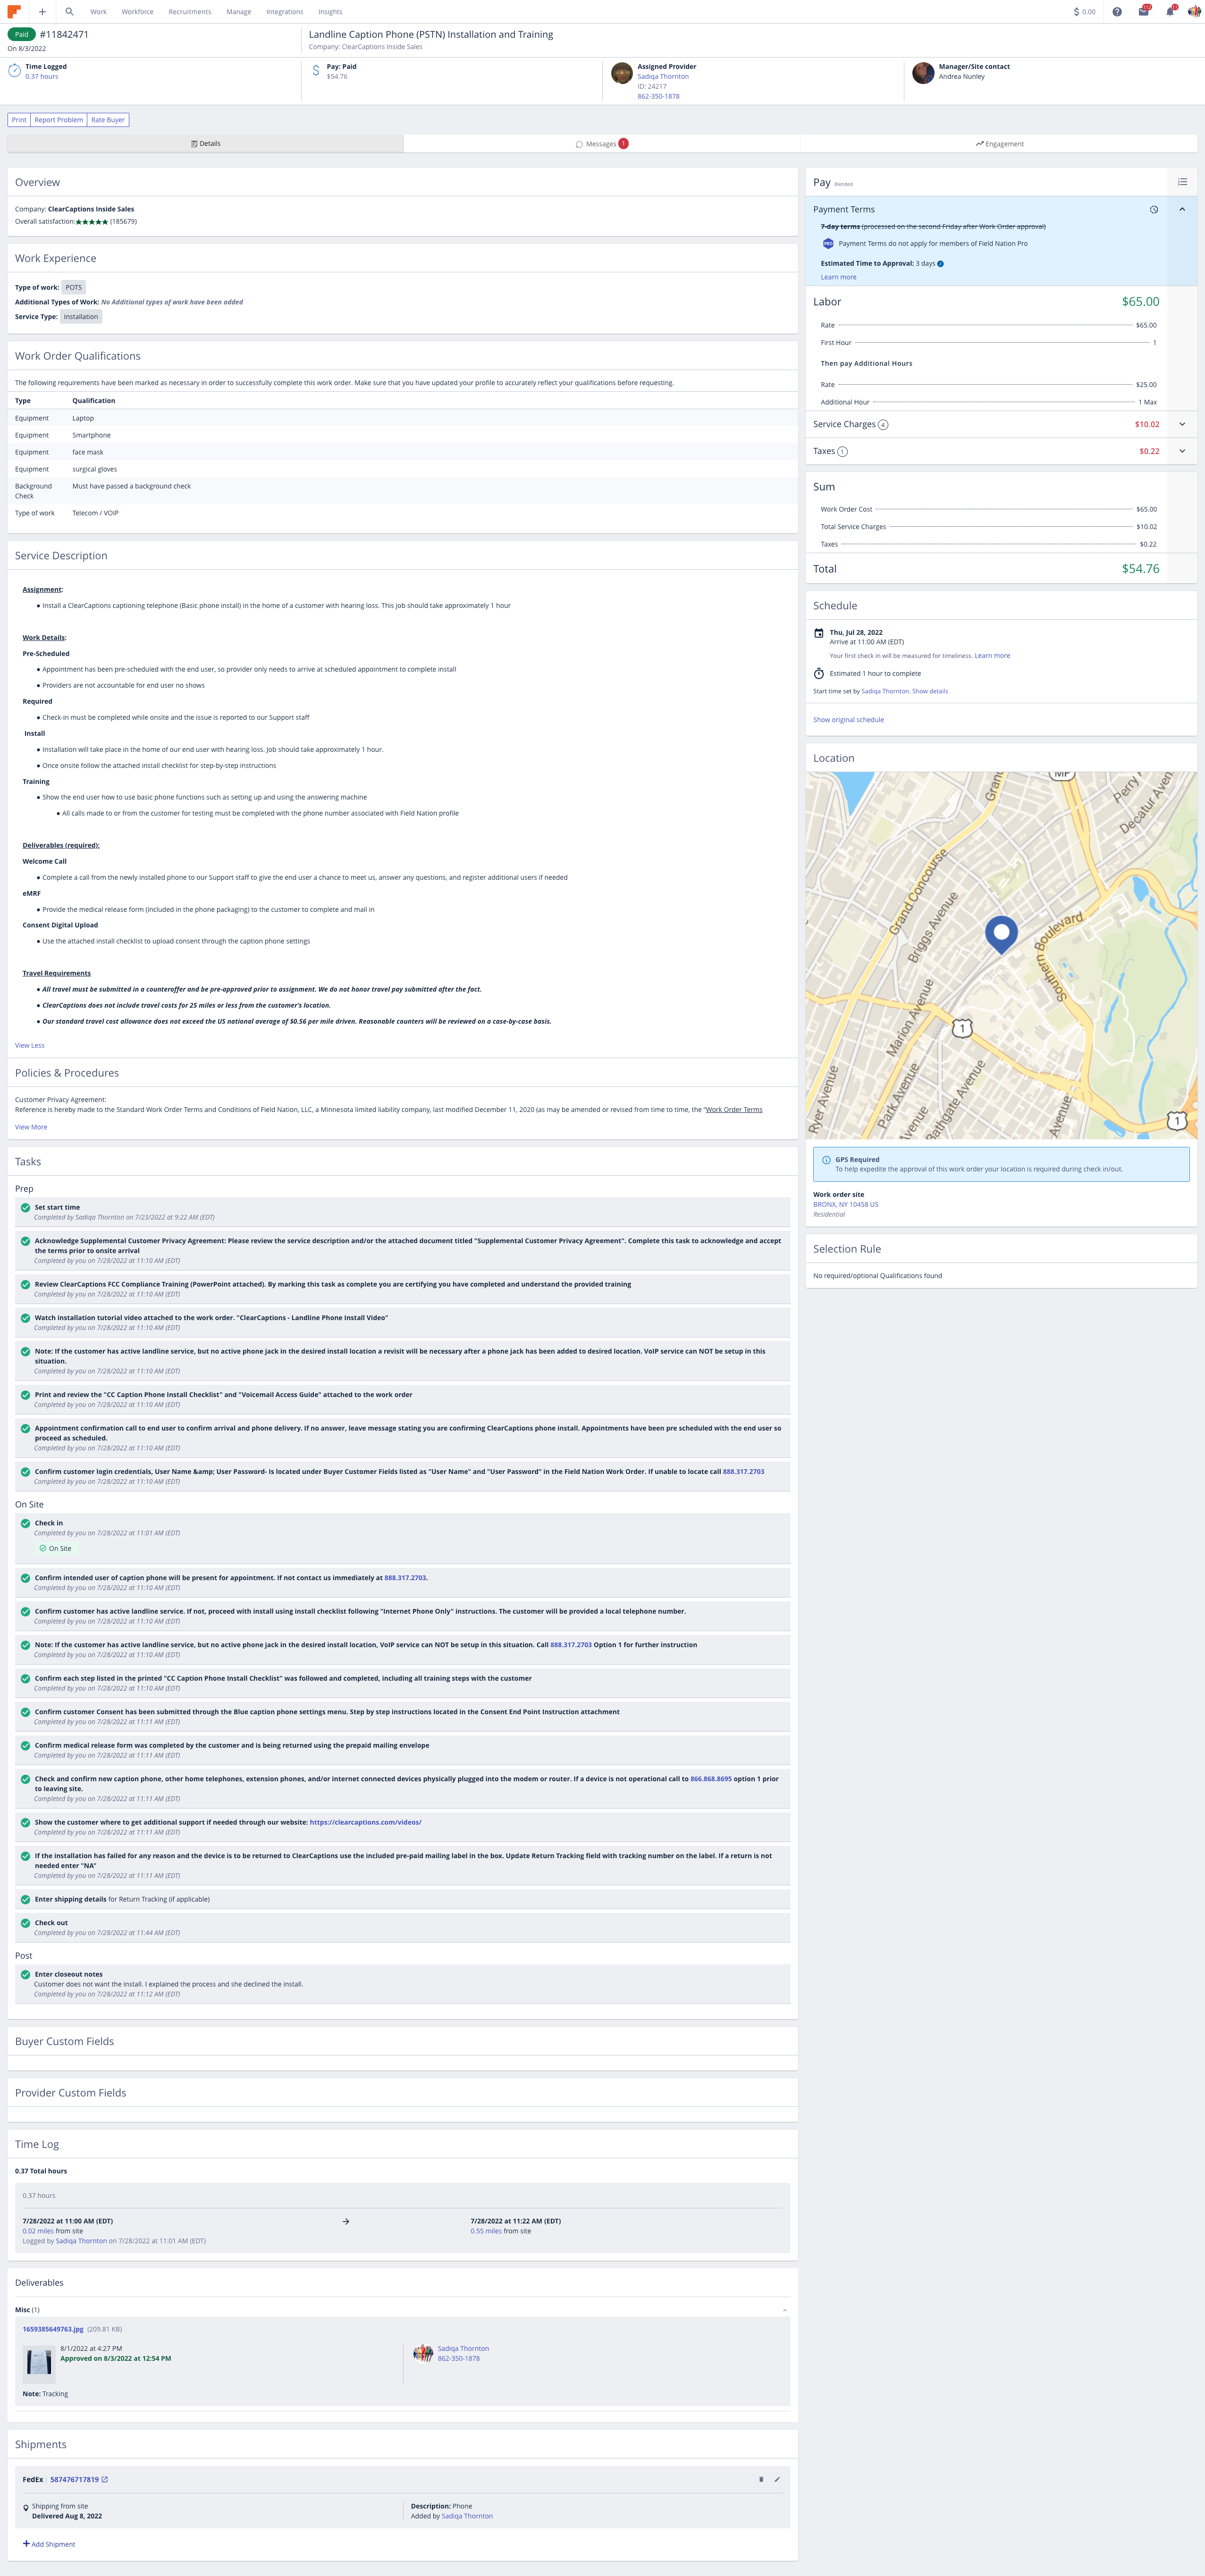 Work Workforce Recruitments Manage Integrations Insights
0.00
Paid #11842471
On 8/3/2022
Landline Caption Phone (PSTN) Installation and Training
Company: ClearCaptions Inside Sales
Time Logged
0.37 hours
Pay: Paid
$54.76
Assigned Provider
Sadiqa Thornton
ID: 24217
862-350-1878
Manager/Site contact
Andrea Nunley
Print Report Problem Rate Buyer
Details
Messages 1
Engagement
Overview
Company: ClearCaptions Inside Sales
Overall satisfaction:★★★★★ (185679)
Work Experience
Type of work: POTS
Additional Types of Work: No Additional types of work have been added
Service Type: Installation
Work Order Qualifications
The following requirements have been marked as necessary in order to successfully complete this work order. Make sure that you have updated your profile to accurately reflect your qualifications before requesting.
Type Qualification
Equipment Laptop
Equipment Smartphone
Equipment face mask
Equipment surgical gloves
Background Check Must have passed a background check
Type of work Telecom / VOIP
Service Description
Assignment:
● Install a ClearCaptions captioning telephone (Basic phone install) in the home of a customer with hearing loss. This job should take approximately 1 hour
Work Details:
Pre-Scheduled
● Appointment has been pre-scheduled with the end user, so provider only needs to arrive at scheduled appointment to complete install
● Providers are not accountable for end user no shows
Required
● Check-in must be completed while onsite and the issue is reported to our Support staff
Install
● Installation will take place in the home of our end user with hearing loss. Job should take approximately 1 hour.
● Once onsite follow the attached install checklist for step-by-step instructions
Training
● Show the end user how to use basic phone functions such as setting up and using the answering machine
● All calls made to or from the customer for testing must be completed with the phone number associated with Field Nation profile
Deliverables (required):
Welcome Call
● Complete a call from the newly installed phone to our Support staff to give the end user a chance to meet us, answer any questions, and register additional users if needed
eMRF
● Provide the medical release form (included in the phone packaging) to the customer to complete and mail in
Consent Digital Upload
● Use the attached install checklist to upload consent through the caption phone settings
Travel Requirements
● All travel must be submitted in a counteroffer and be pre-approved prior to assignment. We do not honor travel pay submitted after the fact.
● ClearCaptions does not include travel costs for 25 miles or less from the customer's location.
● Our standard travel cost allowance does not exceed the US national average of $0.56 per mile driven. Reasonable counters will be reviewed on a case-by-case basis.
View Less
Policies & Procedures
Customer Privacy Agreement:
Reference is hereby made to the Standard Work Order Terms and Conditions of Field Nation, LLC, a Minnesota limited liability company, last modified December 11, 2020 (as may be amended or revised from time to time, the "Work Order Terms
View More
Tasks
Prep
Set start time
Completed by Sadiqa Thornton on 7/23/2022 at 9:22 AM (EDT)
Acknowledge Supplemental Customer Privacy Agreement: Please review the service description and/or the attached document titled "Supplemental Customer Privacy Agreement". Complete this task to acknowledge and accept
the terms prior to onsite arrival
Completed by you on 7/28/2022 at 11:10 AM (EDT)
Review ClearCaptions FCC Compliance Training (PowerPoint attached). By marking this task as complete you are certifying you have completed and understand the provided training
Completed by you on 7/28/2022 at 11:10 AM (EDT)
Watch installation tutorial video attached to the work order. "ClearCaptions - Landline Phone Install Video"
Completed by you on 7/28/2022 at 11:10 AM (EDT)
Note: If the customer has active landline service, but no active phone jack in the desired install location a revisit will be necessary after a phone jack has been added to desired location. VoIP service can NOT be setup in this
situation.
Completed by you on 7/28/2022 at 11:10 AM (EDT)
Print and review the "CC Caption Phone Install Checklist" and "Voicemail Access Guide" attached to the work order
Completed by you on 7/28/2022 at 11:10 AM (EDT)
Appointment confirmation call to end user to confirm arrival and phone delivery. If no answer, leave message stating you are confirming ClearCaptions phone install. Appointments have been pre scheduled with the end user so
proceed as scheduled.
Completed by you on 7/28/2022 at 11:10 AM (EDT)
Confirm customer login credentials, User Name &amp; User Password- Is located under Buyer Customer Fields listed as "User Name" and "User Password" in the Field Nation Work Order. If unable to locate call 888.317.2703
Completed by you on 7/28/2022 at 11:10 AM (EDT)
On Site
Check in
Completed by you on 7/28/2022 at 11:01 AM (EDT)
On Site
Confirm intended user of caption phone will be present for appointment. If not contact us immediately at 888.317.2703.
Completed by you on 7/28/2022 at 11:10 AM (EDT)
Confirm customer has active landline service. If not, proceed with install using install checklist following "Internet Phone Only" instructions. The customer will be provided a local telephone number.
Completed by you on 7/28/2022 at 11:10 AM (EDT)
Note: If the customer has active landline service, but no active phone jack in the desired install location, VoIP service can NOT be setup in this situation. Call 888.317.2703 Option 1 for further instruction
Completed by you on 7/28/2022 at 11:10 AM (EDT)
Confirm each step listed in the printed "CC Caption Phone Install Checklist" was followed and completed, including all training steps with the customer
Completed by you on 7/28/2022 at 11:10 AM (EDT)
Confirm customer Consent has been submitted through the Blue caption phone settings menu. Step by step instructions located in the Consent End Point Instruction attachment
Completed by you on 7/28/2022 at 11:11 AM (EDT)
Confirm medical release form was completed by the customer and is being returned using the prepaid mailing envelope
Completed by you on 7/28/2022 at 11:11 AM (EDT)
Check and confirm new caption phone, other home telephones, extension phones, and/or internet connected devices physically plugged into the modem or router. If a device is not operational call to 866.868.8695 option 1 prior
to leaving site.
Completed by you on 7/28/2022 at 11:11 AM (EDT)
Show the customer where to get additional support if needed through our website: https://clearcaptions.com/videos/
Completed by you on 7/28/2022 at 11:11 AM (EDT)
If the installation has failed for any reason and the device is to be returned to ClearCaptions use the included pre-paid mailing label in the box. Update Return Tracking field with tracking number on the label. If a return is not
needed enter "NA"
Completed by you on 7/28/2022 at 11:11 AM (EDT)
Enter shipping details for Return Tracking (if applicable)
Check out
Completed by you on 7/28/2022 at 11:44 AM (EDT)
Post
Enter closeout notes
Customer does not want the install. I explained the process and she declined the install.
Completed by you on 7/28/2022 at 11:12 AM (EDT)
Buyer Custom Fields
Provider Custom Fields
Time Log
0.37 Total hours
0.37 hours
7/28/2022 at 11:00 AM (EDT)
0.02 miles from site
Logged by Sadiqa Thornton on 7/28/2022 at 11:01 AM (EDT)
7/28/2022 at 11:22 AM (EDT)
0.55 miles from site
Deliverables
Misc (1)
1659385649763.jpg (209.81 KB)
8/1/2022 at 4:27 PM
Approved on 8/3/2022 at 12:54 PM
Sadiqa Thornton
862-350-1878
Note: Tracking
Shipments
FedEx 587476717819
Shipping from site
Delivered Aug 8, 2022
Description: Phone
Added by Sadiqa Thornton
Add Shipment
Pay Blended
Payment Terms
7-day terms (processed on the second Friday after Work Order approval)
PRO Payment Terms do not apply for members of Field Nation Pro
Estimated Time to Approval: 3 days
Learn more
Labor $65.00
Rate $65.00
First Hour 1
Then pay Additional Hours
Rate $25.00
Additional Hour 1 Max
Service Charges 4 $10.02
Taxes 1 $0.22
Sum
Work Order Cost $65.00
Total Service Charges $10.02
Taxes $0.22
Total $54.76
Schedule
Thu, Jul 28, 2022
Arrive at 11:00 AM (EDT)
Your first check in will be measured for timeliness. Learn more
Estimated 1 hour to complete
Start time set by Sadiqa Thornton. Show details
Show original schedule
Location
MP
Grand
Perry
Decatur Aven
Grand Concourse
Briggs Avenue
Southern Boulevard
Marion Avenue
1
Ryer Avenue
Park Avenue
Bathgate Avenue
Avenue
1
GPS Required
To help expedite the approval of this work order your location is required during check in/out.
Work order site
BRONX, NY 10458 US
Residential
Selection Rule
No required/optional Qualifications found